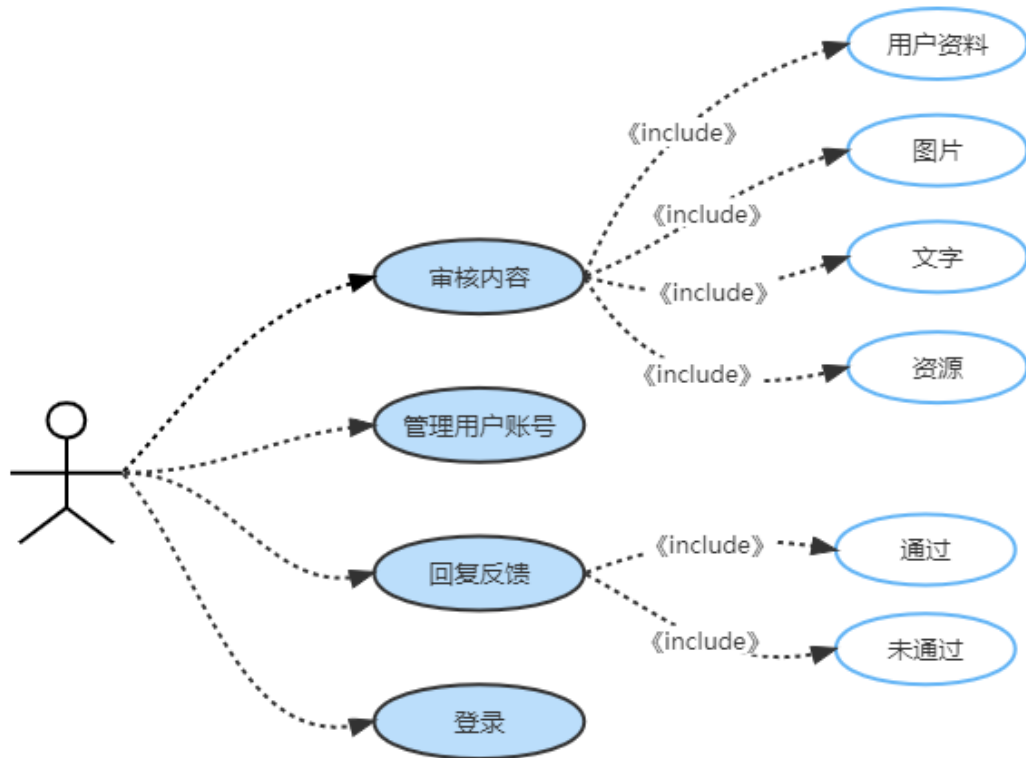 用户资料
《include》
图片
《include》
审核内容
文字
《include》
资源
《include》
管理用户账号
回复反馈
《include》
通过
《include》
未通过
登录